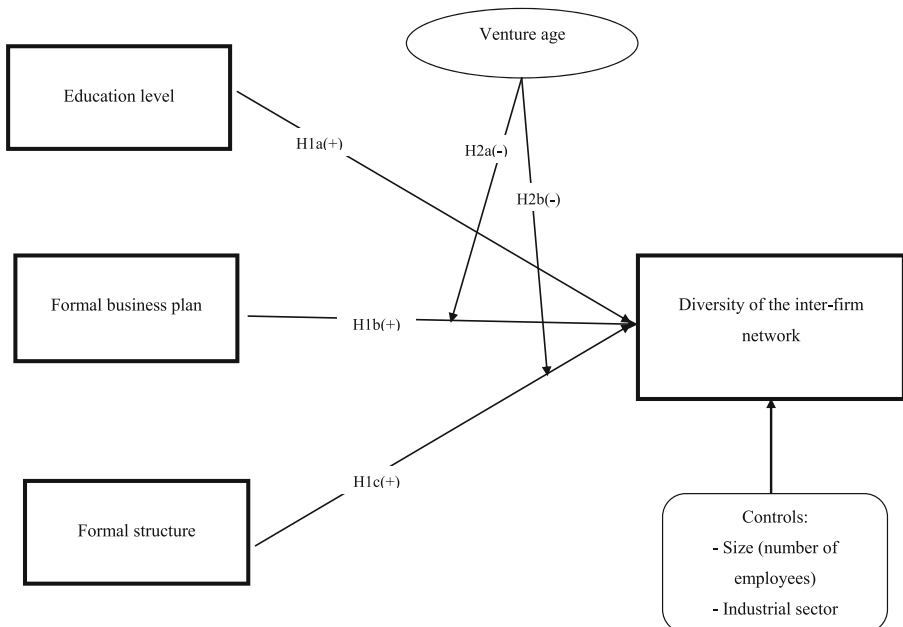 Venture age
Education level
H1a(+)
H2a(-)
H2b(-)
Formal business plan
H1b(+)
Diversity of the inter-firm
network
H1c(+)
Formal structure
Controls:
- Size (number of
employees)
- Industrial sector